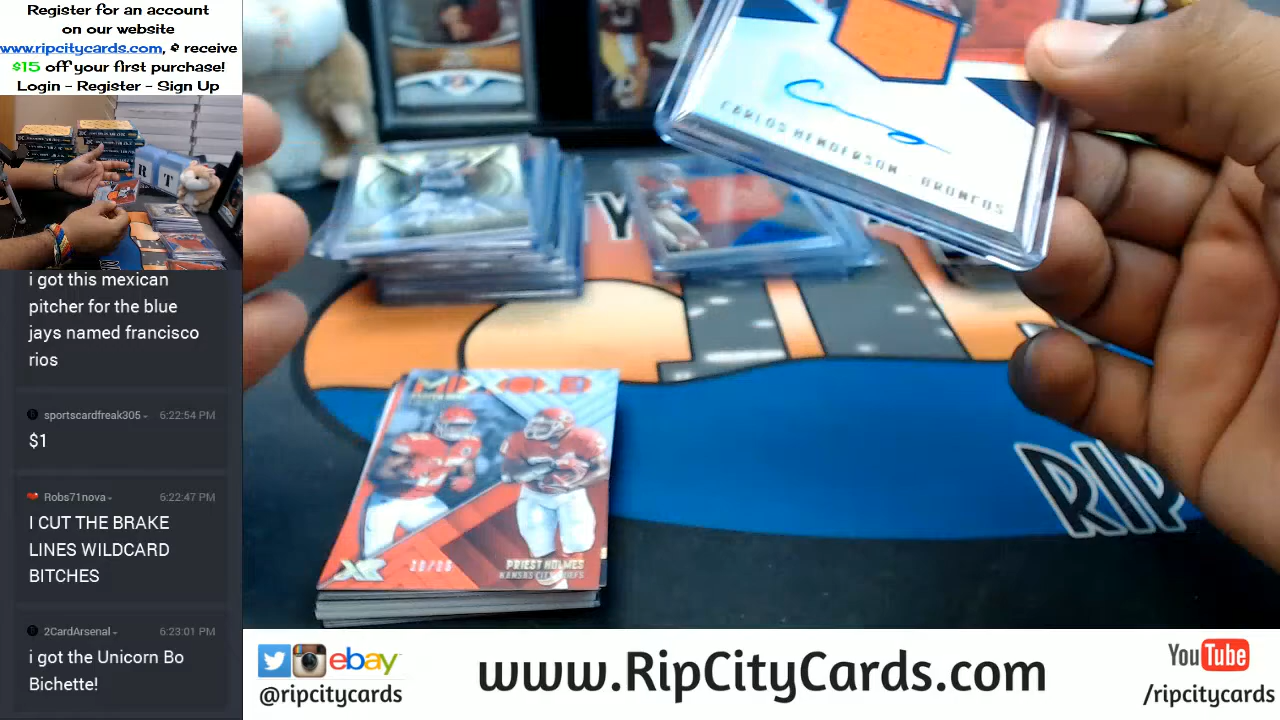 Register for an account
on our website
www.ripcitycards.com, & receive
$15 off your first purchase!
Login - Register - Sign Up
i got this mexican
pitcher for the blue
jays named francisco
rios
sportscardfreak305
6:22:54 PM
$1
Robs71nova
6:22:47 PM
I CUT THE BRAKE
LINES WILDCARD
BITCHES
2CardArsenal
6:23:01 PM
i got the Unicorn Bo
Bichette!
CARLOS HENDERSON - BRONCOS
Y
RIP
XR
PRIEST HOLMES
KANSAS CITY CHIEFS
R T
ebay
@ripcitycards
www.RipCityCards.com
YouTube
/ripcitycards